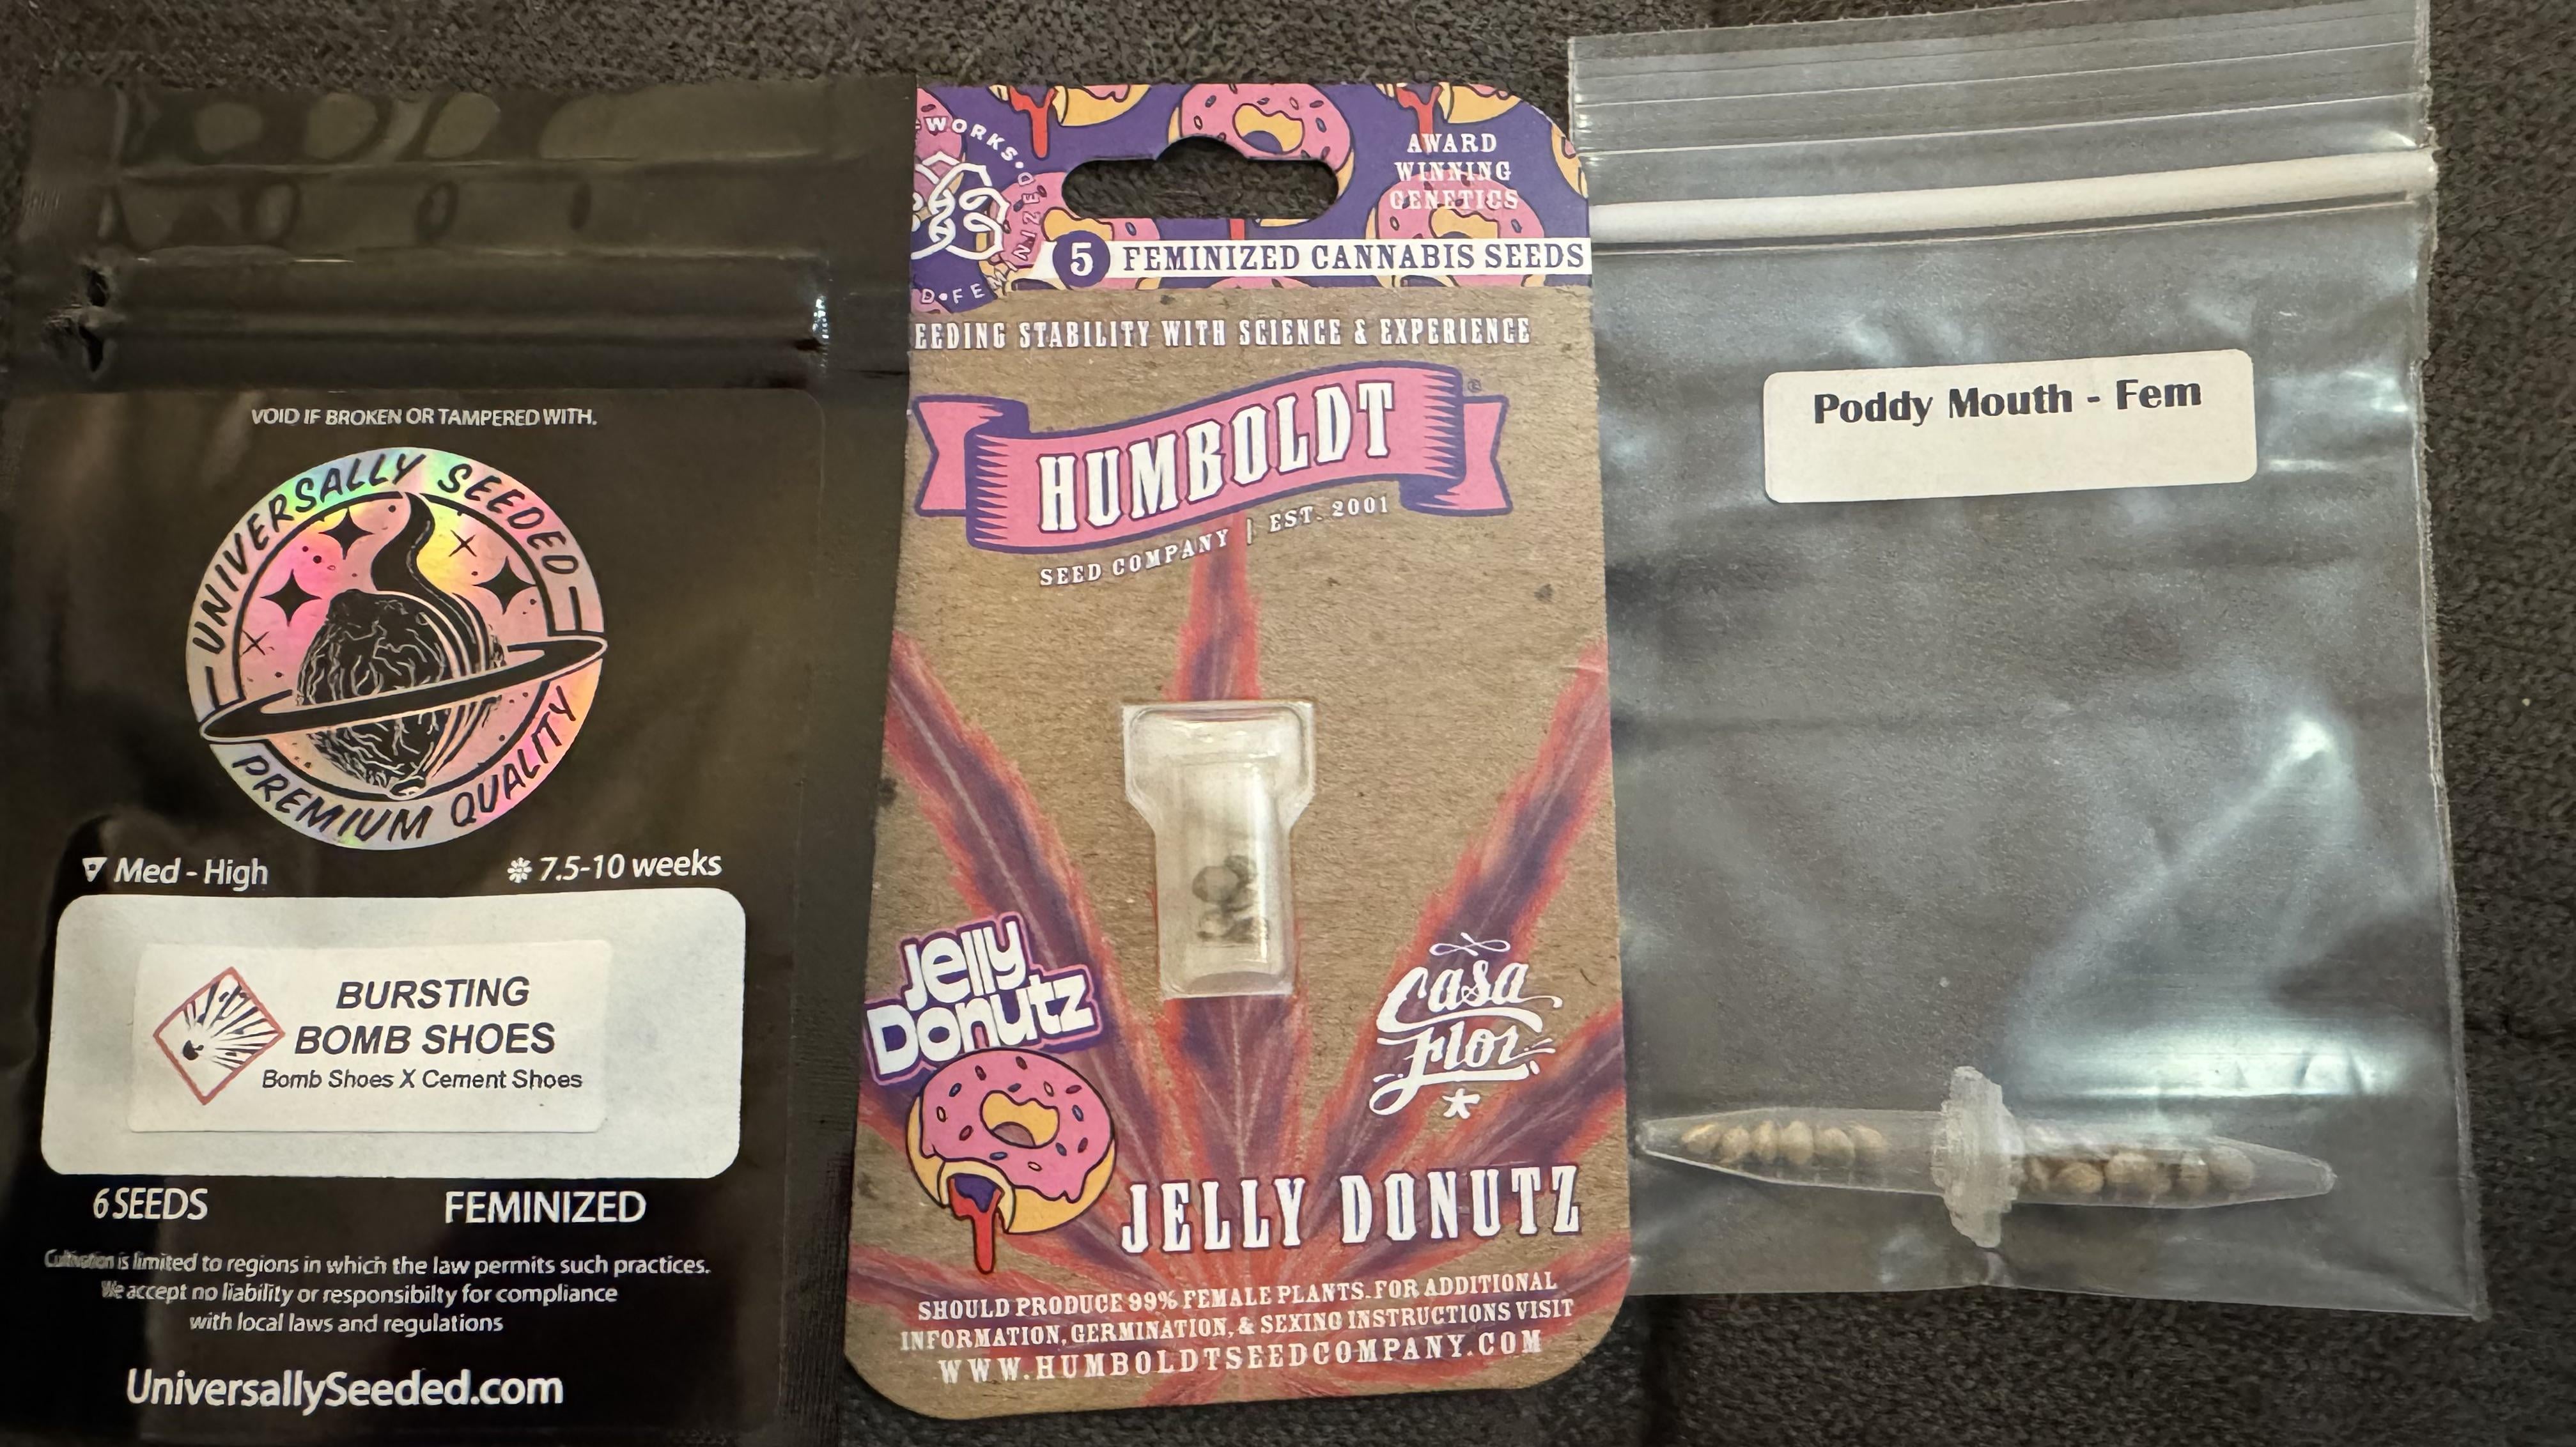 VOID IF BROKEN OR TAMPERED WITH.
UNIVERSALLY SEEDED
PREMIUM QUALITY
Med - High
7.5-10 weeks
BURSTING
BOMB SHOES
Bomb Shoes X Cement Shoes
6 SEEDS
FEMINIZED
Cultivation is limited to regions in which the law permits such practices.
We accept no liability or responsibilty for compliance
with local laws and regulations
UniversallySeeded.com
WORKS
AWARD
WINNING
GENETICS
5 FEMINIZED CANNABIS SEEDS
EEDING STABILITY WITH SCIENCE & EXPERIENCE
HUMBOLDT ®
SEED COMPANY | EST. 2001
Jelly
Donutz
Casa
Flor
JELLY DONUTZ
SHOULD PRODUCE 99% FEMALE PLANTS. FOR ADDITIONAL
INFORMATION, GERMINATION, & SEXING INSTRUCTIONS VISIT
WWW.HUMBOLDTSEEDCOMPANY.COM
Poddy Mouth - Fem